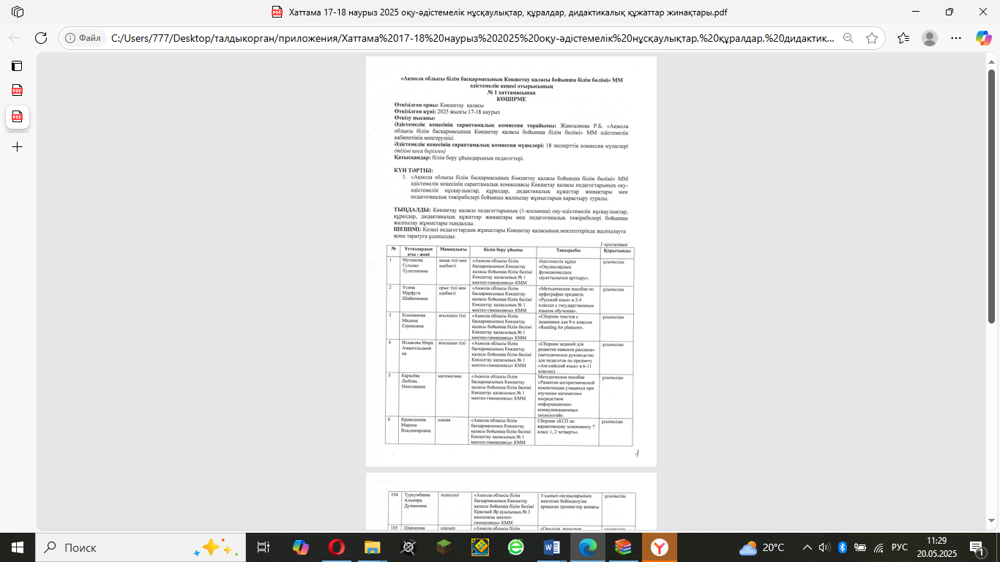 Хаттама 17-18 наурыз 2025 оқу-әдістемелік нұсқаулықтар, құралдар, дидактикалық құжаттар жинақтары.pdf
Файл
C:/Users/777/Desktop/талдыкорган/приложения/Хаттама%2017-18%20наурыз%202025%20оқу-әдістемелік%20нұсқаулықтар,%20құралдар,%20дидактик...
«Ақмола облысы білім басқармасының Көкшетау қаласы бойынша білім бөлімі» ММ
әдістемелік кеңесі отырысының
№ 1 хаттамасынан
КӨШІРМЕ
Өткізілген орны: Көкшетау қаласы
Өткізілген күні: 2025 жылғы 17-18 наурыз
Өткізу нысаны:
Әдістемелік кеңесінің сараптамалық комиссия төрайымы: Жангалиева Р.Б. «Ақмола
облысы білім басқармасының Көкшетау қаласы бойынша білім бөлімі» ММ әдістемелік
кабинетінің меңгерушісі
Әдістемелік кеңесінің сараптамалық комиссия мүшелері: 18 эксперттік комиссия мүшелері
(тізімі қоса берілген)
Қатысқандар: білім беру ұйымдарының педагогтері.
КҮН ТӘРТІБІ:
1. «Ақмола облысы білім басқармасының Көкшетау қаласы бойынша білім бөлімі» ММ
әдістемелік кеңесінің сараптамалық комиссиясы Көкшетау қаласы педагогтарының оқу-
әдістемелік нұсқаулықтар, құралдар, дидактикалық құжаттар жинақтары мен
педагогикалық тәжірибелері бойынша жалпылау жұмыстарын қарастыру туралы.
ТЫҢДАЛДЫ: Көкшетау қаласы педагогтарының (1-қосымша) оқу-әдістемелік нұсқаулықтар,
құралдар, дидактикалық құжаттар жинақтары мен педагогикалық тәжірибелері бойынша
жалпылау жұмыстары тыңдалды.
ШЕШІМІ: Келесі педагогтардың жұмыстары Көкшетау қаласының мектептерінде жалпылауға
және таратуға ұсынылды:
1-қосымша
№ Ұстаздардың аты - жөні Мамандығы Білім беру ұйымы Тақырыбы Қорытынды
1 Муханова Гульназ Тулегеновна қазақ тілі мен әдебиеті «Ақмола облысы білім басқармасының Көкшетау қаласы бойынша білім бөлімі Көкшетау қаласының № 1 мектеп-гимназиясы» КММ Әдістемелік құрал «Оқушылардың функционалдык сауаттылығын арттыру». ұсынылды
2 Усина Марфуга Шайкеновна орыс тілі мен әдебиеті «Ақмола облысы білім басқармасының Көкшетау қаласы бойынша білім бөлімі Көкшетау қаласының № 1 мектеп-гимназиясы» КММ «Методическое пособие по орфографии предмета «Русский язык» в 2-4 классах с государственным языком обучения». ұсынылды
3 Кошманова Мадина Сериковна ағылшын тілі «Ақмола облысы білім басқармасының Көкшетау қаласы бойынша білім бөлімі Көкшетау қаласының № 1 мектеп-гимназиясы» КММ «Сборник текстов с заданиями для 9-х классов «Reading for pleasure». ұсынылды
4 Искакова Мира Амангельдыевна ағылшын тілі «Ақмола облысы білім басқармасының Көкшетау қаласы бойынша білім бөлімі Көкшетау қаласының № 1 мектеп-гимназиясы» КММ «Сборник заданий для развития навыков рассказа» (методическое руководство для педагогов по предмету «Английский язык» в 6-11 классах). ұсынылды
5 Карасёва Любовь Николаевна математика «Ақмола облысы білім басқармасының Көкшетау қаласы бойынша білім бөлімі Көкшетау қаласының № 1 мектеп-гимназиясы» КММ Методическое пособие «Развитие алгоритмической компетенции учащихся при изучении математики посредством информационно-коммуникационных технологий». ұсынылды
6 Кривошеева Марина Владимировна химия «Ақмола облысы білім басқармасының Көкшетау қаласы бойынша білім бөлімі Көкшетау қаласының № 1 мектеп-гимназиясы» КММ Сборник «КСП по вариативному компоненту 7 класс 1, 2 четверть». ұсынылды
104 Турсумбаева Альмира Думановна психолог «Ақмола облысы білім басқармасының Көкшетау қаласы бойынша білім бөлімі Красный Яр ауылының № 3 көпсалалы мектеп-гимназиясы» КММ 5-сынып оқушыларының мектепке бейімделуіне арналған тренингтер жинағы ұсынылды
105 Шарипова әдіскер «Ақмола облысы білім
Поиск
20°C
РУС
11:29
20.05.2025
1